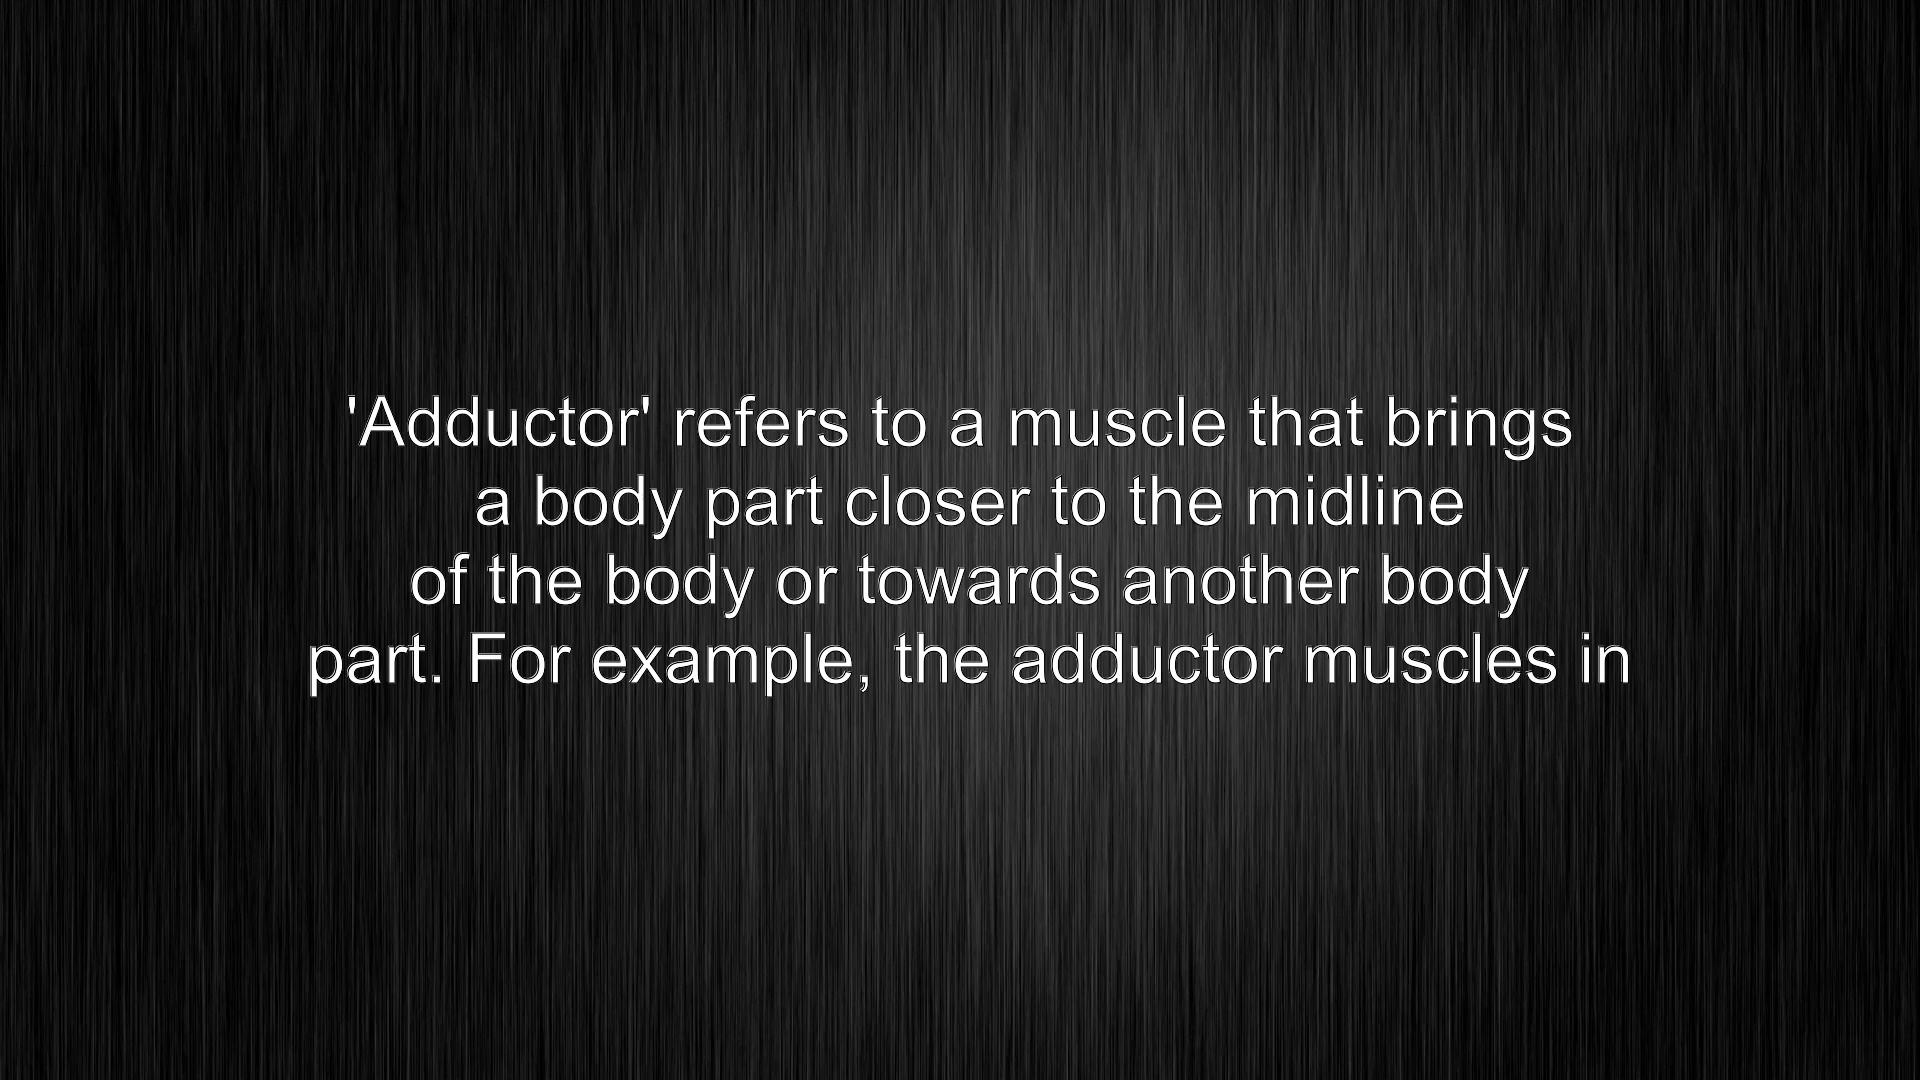 'Adductor' refers to a muscle that brings
a body part closer to the midline
of the body or towards another body
part. For example, the adductor muscles in